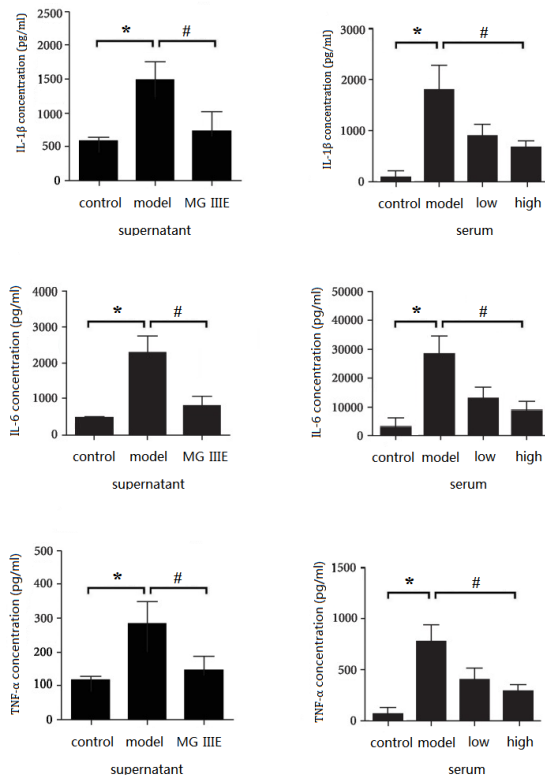 IL-1β concentration (pg/ml)
2500
2000
1500
1000
500
0
* #
control model MG IIIE
supernatant
IL-1β concentration (pg/ml)
3000
2000
1000
0
* #
control model low high
serum
IL-6 concentration (pg/ml)
4000
3000
2000
1000
0
* #
control model MG IIIE
supernatant
IL-6 concentration (pg/ml)
50000
40000
30000
20000
10000
0
* #
control model low high
serum
TNF-α concentration (pg/ml)
500
400
300
200
100
0
* #
control model MG IIIE
supernatant
TNF-α concentration (pg/ml)
1500
1000
500
0
* #
control model low high
serum